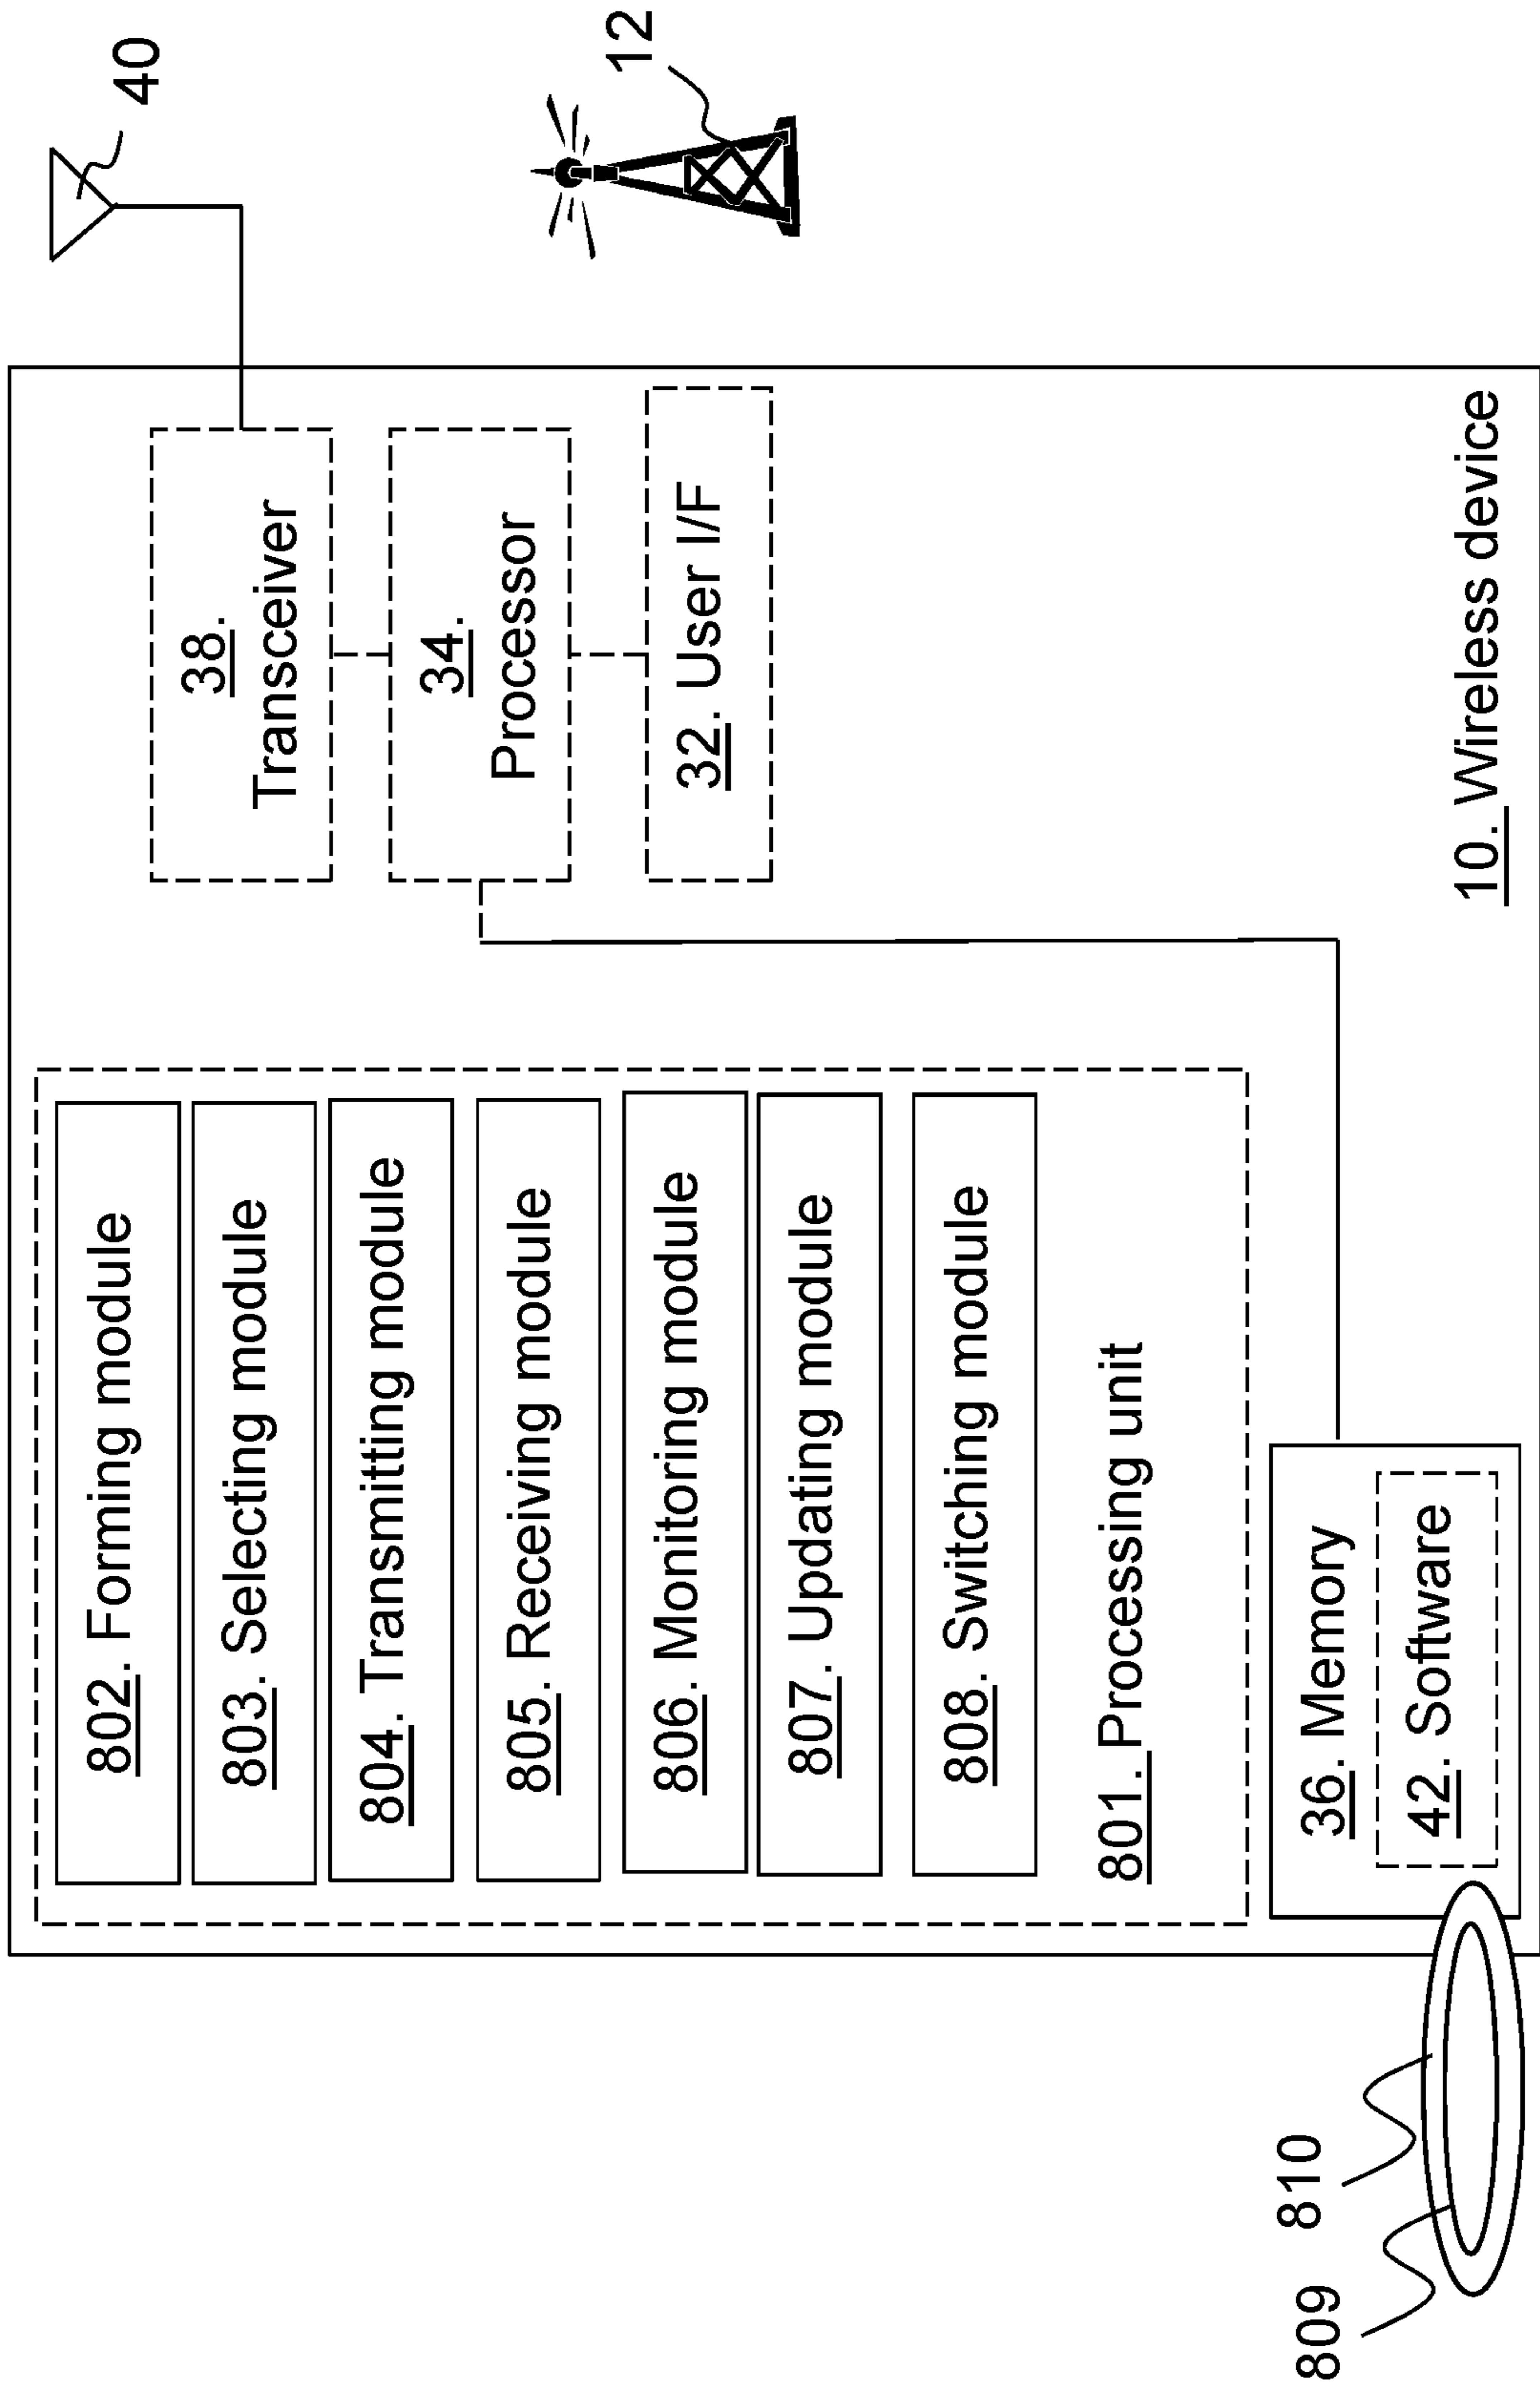 802. Forming module
803. Selecting module
804. Transmitting module
805. Receiving module
806. Monitoring module
807. Updating module
808. Switching module
801. Processing unit
36. Memory
42. Software
809
810
38.
Transceiver
34.
Processor
32. User I/F
10. Wireless device
40
12